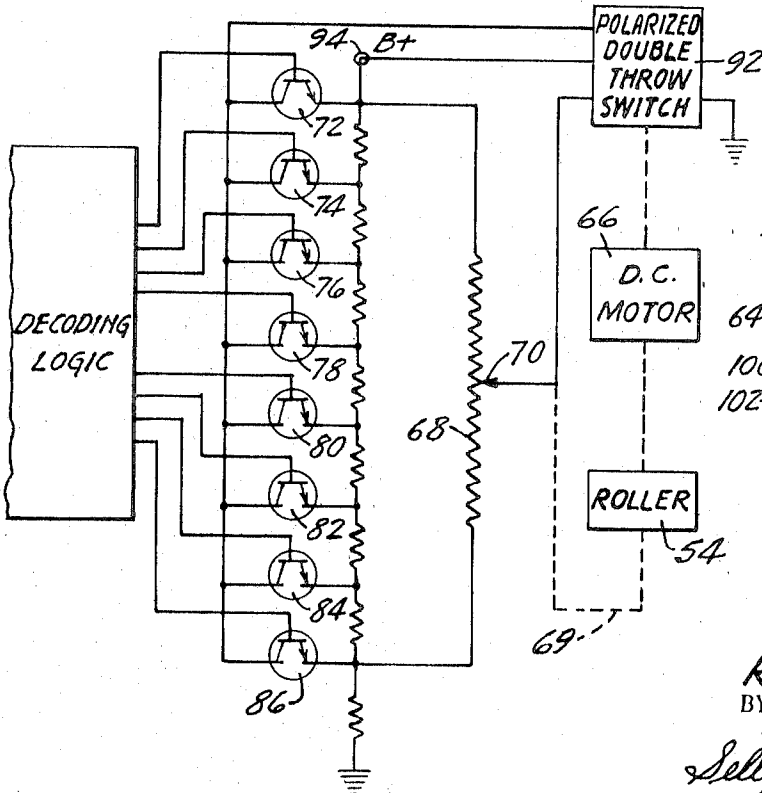 94
B+
POLARIZED
DOUBLE
THROW
SWITCH
92
72
74
76
78
80
82
84
86
DECODING
LOGIC
66
D.C.
MOTOR
64
70
102
68
ROLLER
54
69
BY